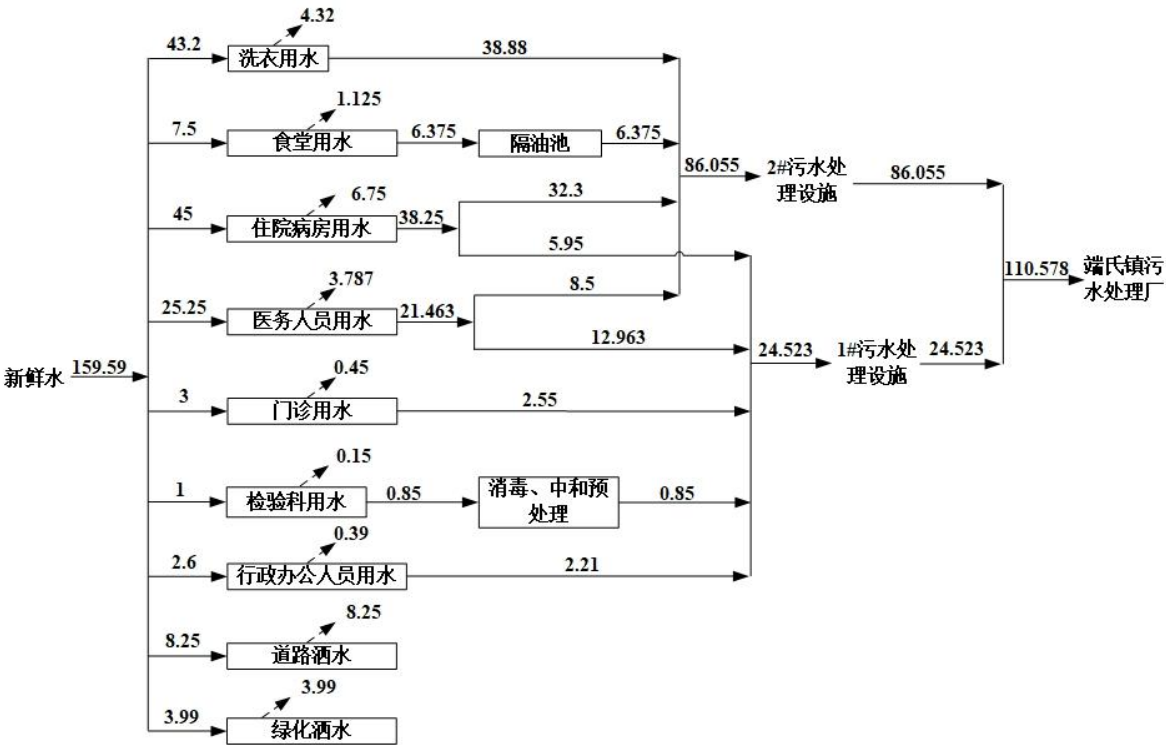 4.32
43.2
洗衣用水
38.88
1.125
7.5
食堂用水
6.375
隔油池
6.375
86.055
2#污水处
理设施
86.055
6.75
45
住院病房用水
38.25
32.3
5.95
110.578
端氏镇污
水处理厂
3.787
25.25
医务人员用水
21.463
8.5
12.963
24.523
1#污水处
理设施
24.523
新鲜水
159.59
0.45
3
门诊用水
2.55
0.15
1
检验科用水
0.85
消毒、中和预
处理
0.85
0.39
2.6
行政办公人员用水
2.21
8.25
8.25
道路洒水
3.99
3.99
绿化洒水